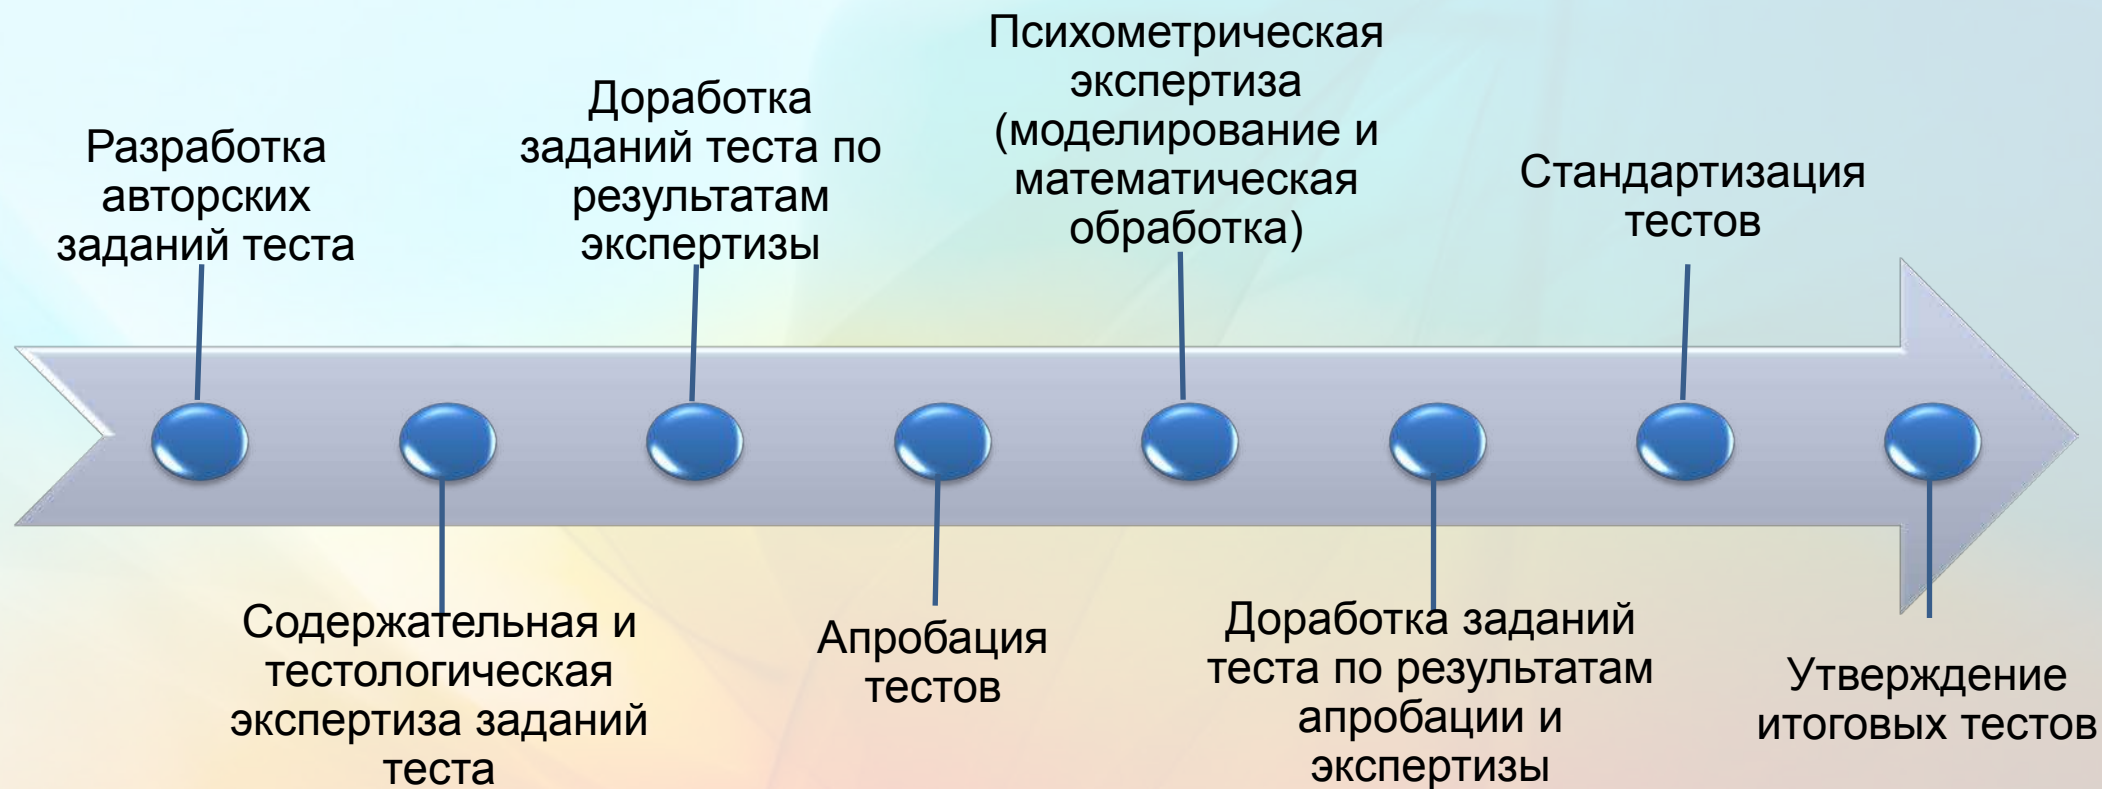 Разработка
авторских
заданий теста
Содержательная и
тестологическая
экспертиза заданий
теста
Доработка
заданий теста по
результатам
экспертизы
Апробация
тестов
Психометрическая
экспертиза
(моделирование и
математическая
обработка)
Доработка заданий
теста по результатам
апробации и
экспертизы
Стандартизация
тестов
Утверждение
итоговых тестов